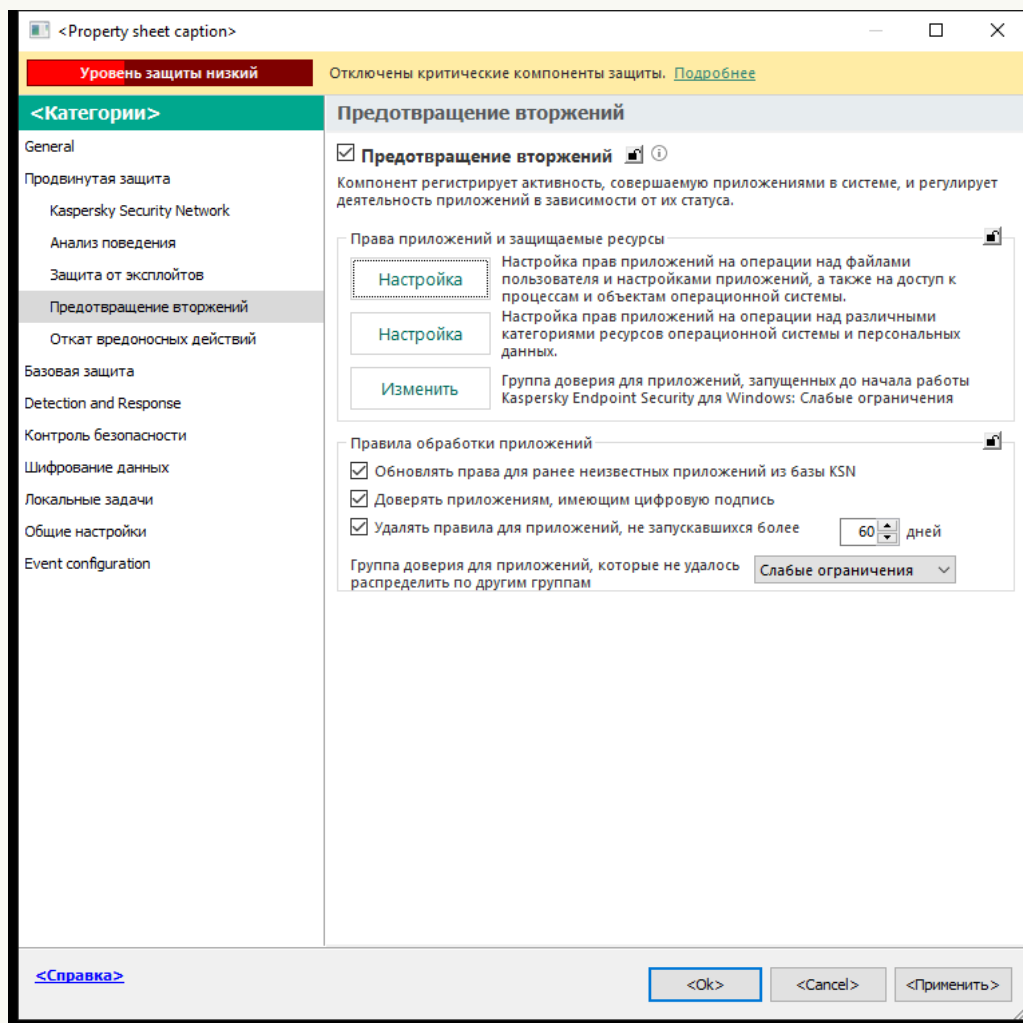 <Property sheet caption>
Уровень защиты низкий
Отключены критические компоненты защиты. Подробнее
<Категории>
General
Продвинутая защита
Kaspersky Security Network
Анализ поведения
Защита от эксплойтов
Предотвращение вторжений
Откат вредоносных действий
Базовая защита
Detection and Response
Контроль безопасности
Шифрование данных
Локальные задачи
Общие настройки
Event configuration
Предотвращение вторжений
Предотвращение вторжений
Компонент регистрирует активность, совершаемую приложениями в системе, и регулирует
деятельность приложений в зависимости от их статуса.
Права приложений и защищаемые ресурсы
Настройка
Настройка прав приложений на операции над файлами
пользователя и настройками приложений, а также на доступ к
процессам и объектам операционной системы.
Настройка
Настройка прав приложений на операции над различными
категориями ресурсов операционной системы и персональных
данных.
Изменить
Группа доверия для приложений, запущенных до начала работы
Kaspersky Endpoint Security для Windows: Слабые ограничения
Правила обработки приложений
Обновлять права для ранее неизвестных приложений из базы KSN
Доверять приложениям, имеющим цифровую подпись
Удалять правила для приложений, не запускавшихся более 60 дней
Группа доверия для приложений, которые не удалось
распределить по другим группам
Слабые ограничения
<Справка>
<Ok>
<Cancel>
<Применить>